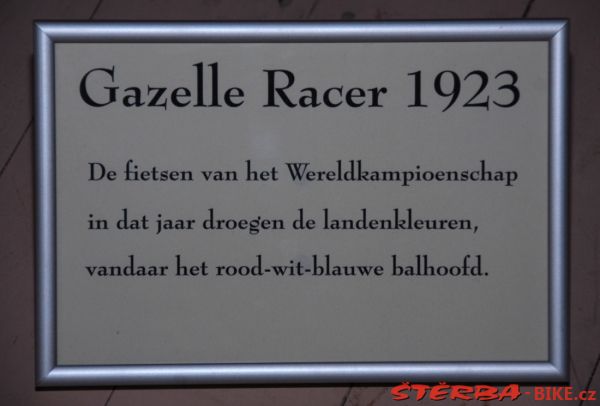 Gazelle Racer 1923
De fietsen van het Wereldkampioenschap
in dat jaar droegen de landenkleuren,
vandaar het rood-wit-blauwe balhoofd.
ŠTĚRBA-BIKE.cz